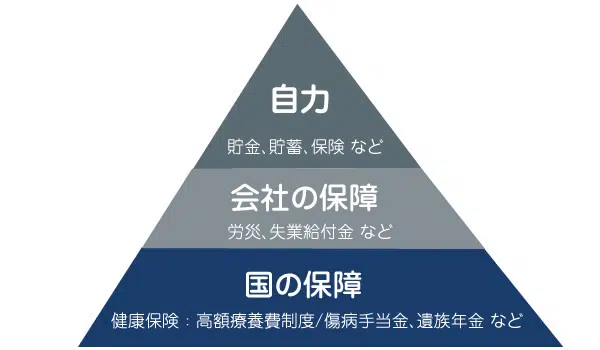 自力
貯金、貯蓄、保険 など
会社の保障
労災、失業給付金 など
国の保障
健康保険：高額療養費制度/傷病手当金、遺族年金 など